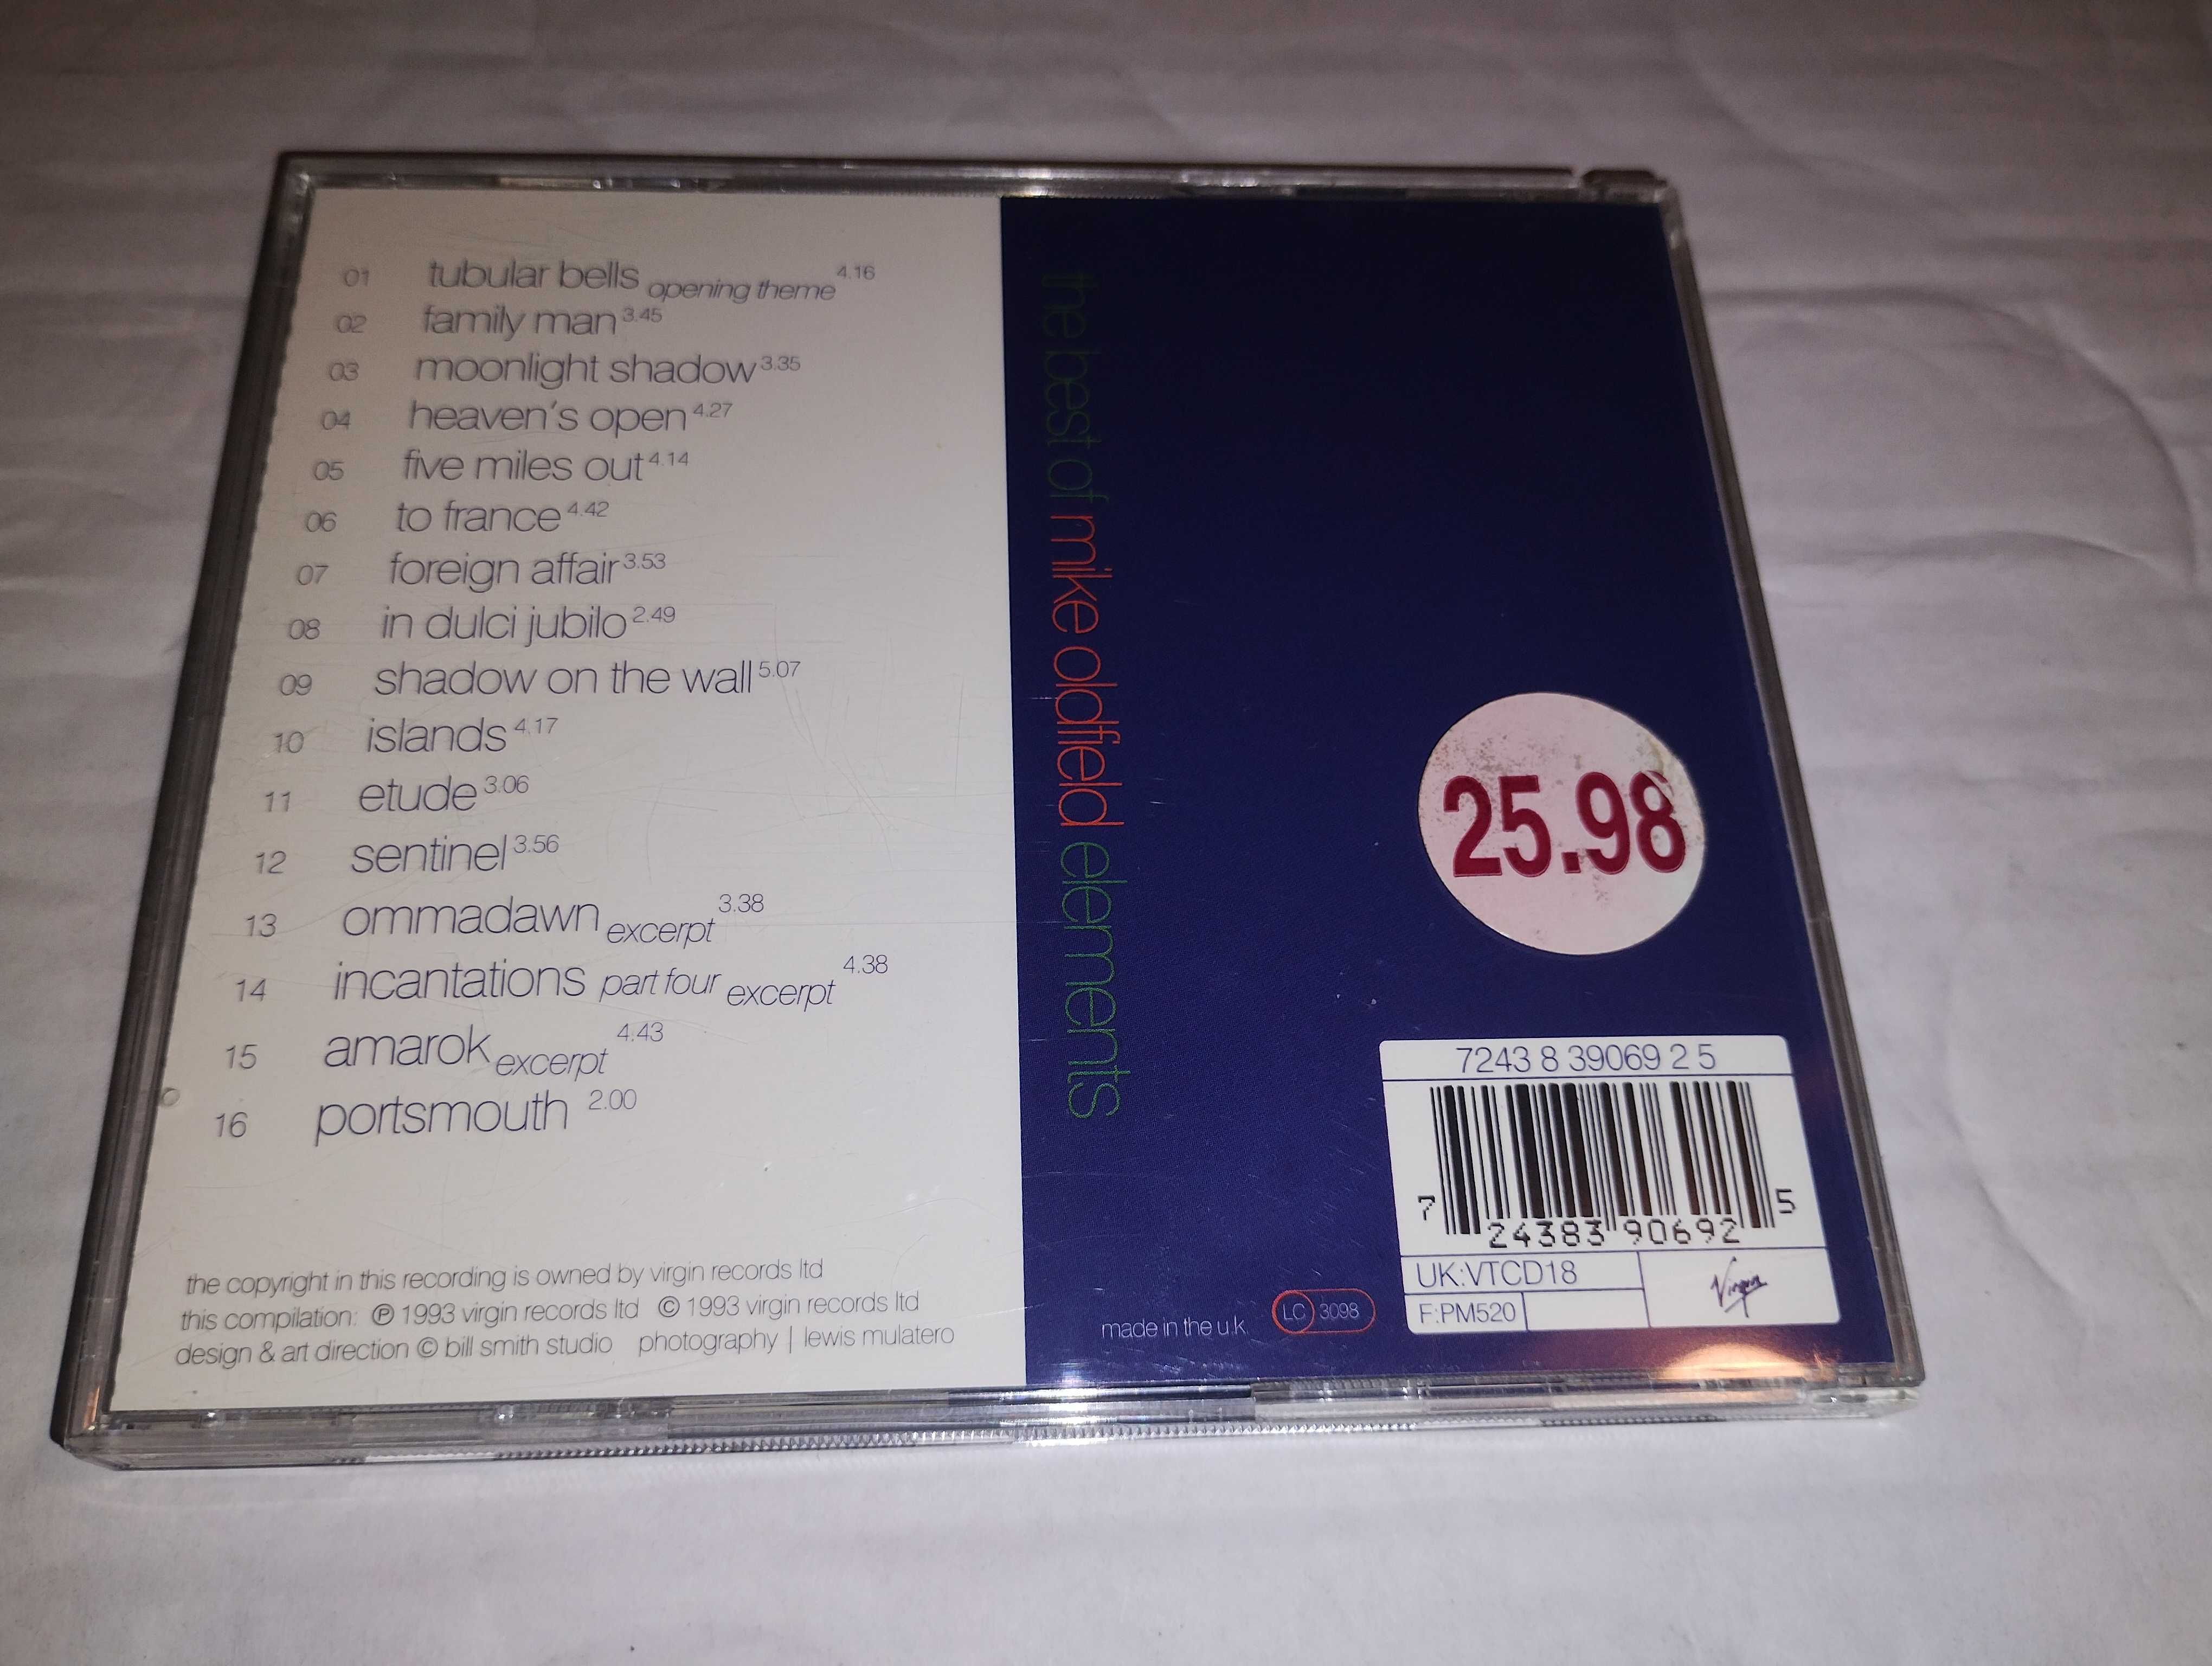 01 tubular bells opening theme 4.16
02 family man 3.45
03 moonlight shadow 3.35
04 heaven's open 4.27
05 five miles out 4.14
06 to france 4.42
07 foreign affair 3.53
08 in dulci jubilo 2.49
09 shadow on the wall 5.07
10 islands 4.17
11 etude 3.06
12 sentinel 3.56
13 ommadawn excerpt 3.38
14 incantations part four excerpt 4.38
15 amarok excerpt 4.43
16 portsmouth 2.00
the copyright in this recording is owned by virgin records ltd
this compilation: ℗ 1993 virgin records ltd © 1993 virgin records ltd
design & art direction © bill smith studio photography | lewis mulatero
the best of mike oldfield elements
25.98
7243 8 39069 2 5
7 24383 90692 5
UK:VTCD18
F:PM520
Virgin
made in the u.k.
LC 3098